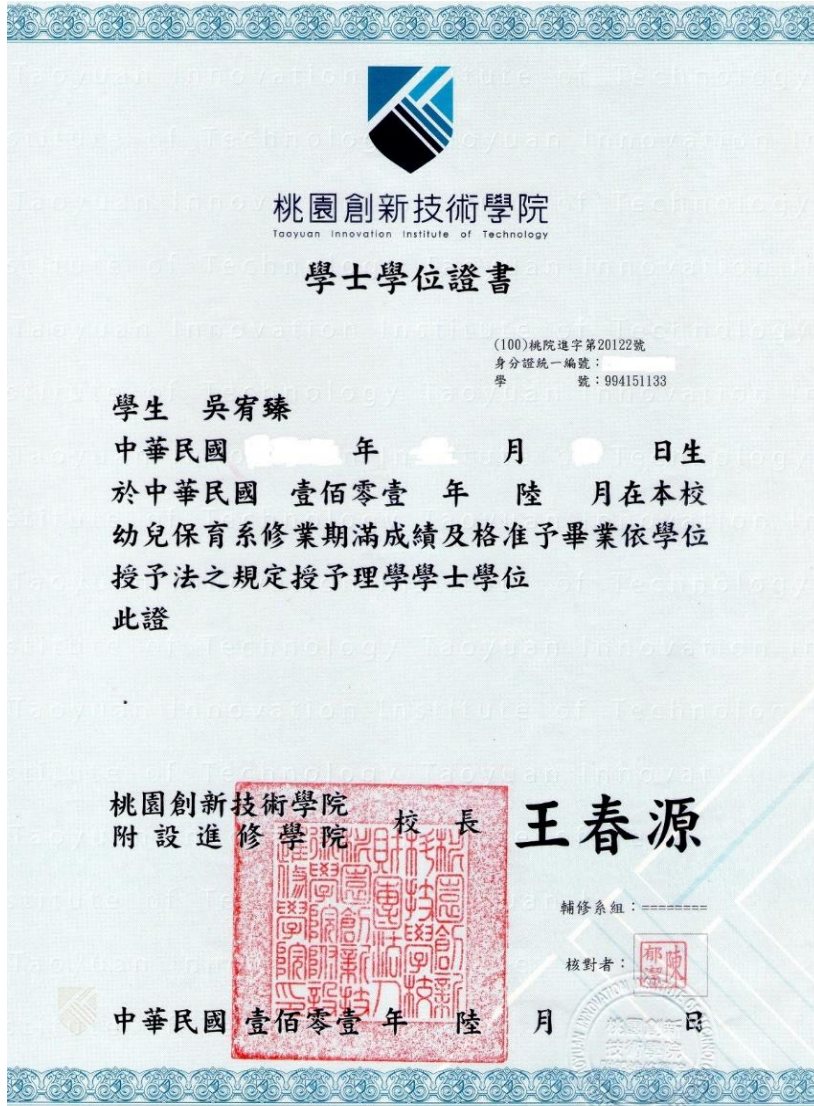 桃園創新技術學院
Taoyuan Innovation Institute of Technology
學士學位證書
(100)桃院進字第20122號
身分證統一編號:
學 號:994151133
學生 吳宥臻
中華民國 年 月 日生
於中華民國 壹佰零壹 年 陸 月在本校
幼兒保育系修業期滿成績及格准予畢業依學位
授予法之規定授予理學學士學位
此證
桃園創新技術學院
附設進修學院 校長 王春源
輔修系組:========
核對者: 陳郁潔
中華民國 壹佰零壹 年 陸 月 日